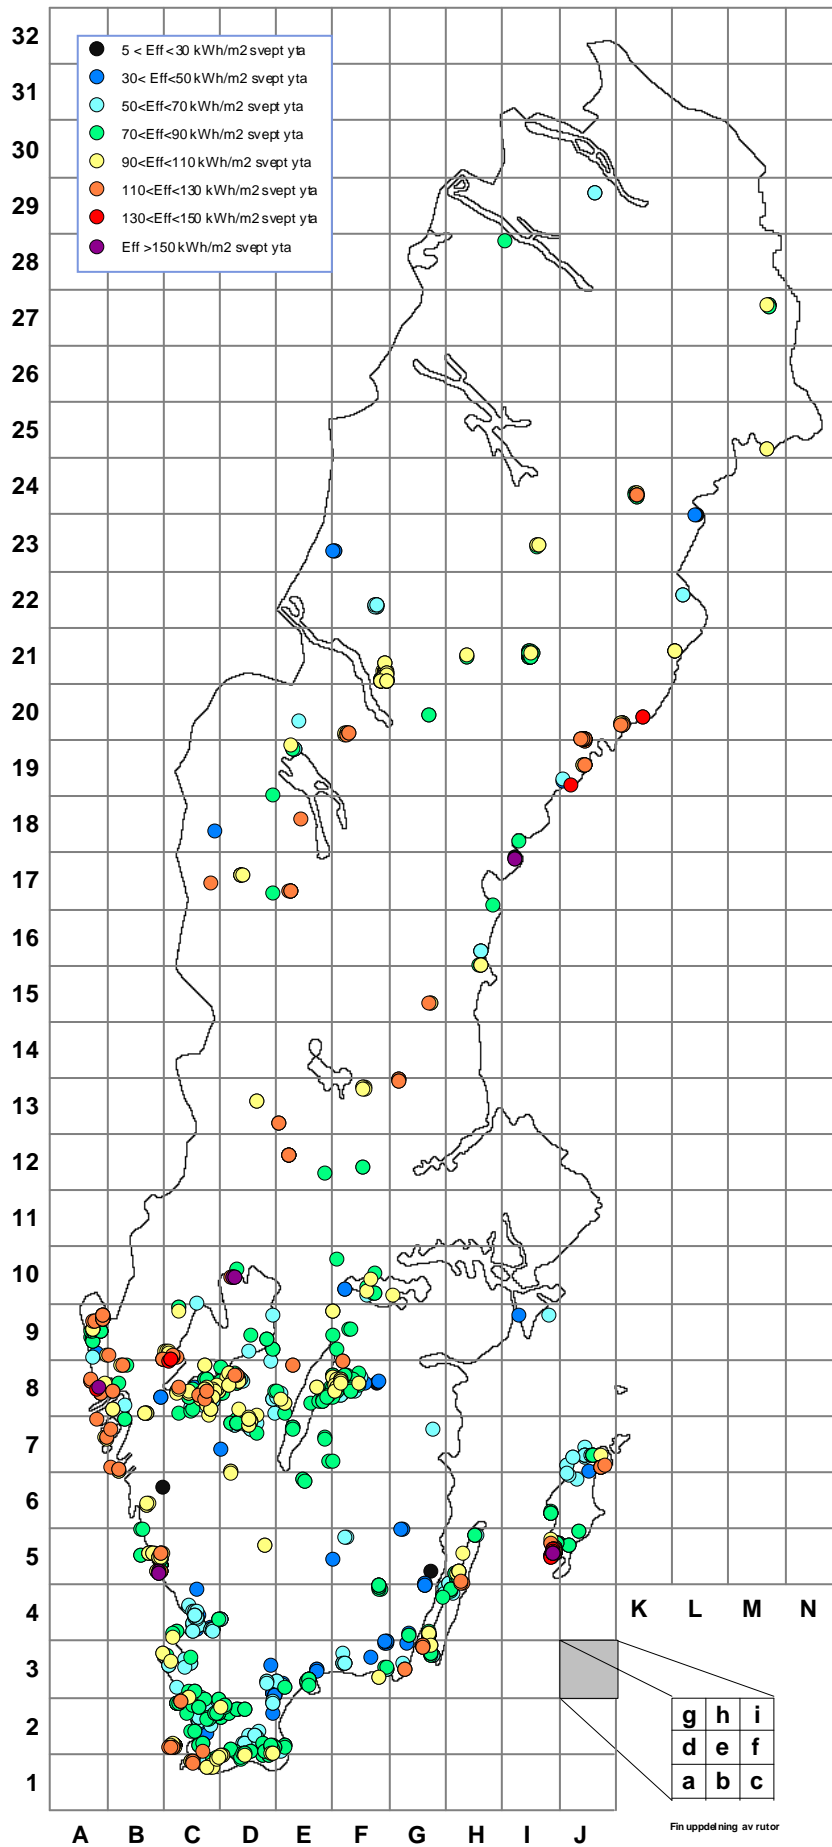 32
5 < Eff<30 kWh/m2 svept yta
30< Eff<50 kWh/m2 svept yta
31
50<Eff<70 kWh/m2 svept yta
70<Eff<90 kWh/m2 svept yta
30
90<Eff<110 kWh/m2 svept yta
110<Eff<130 kWh/m2 svept yta
29
130<Eff<150 kWh/m2 svept yta
Eff >150 kWh/m2 svept yta
28
27
26
25
24
23
22
21
20
19
18
17
16
15
14
13
12
11
10
9
8
7
6
5
4
K L M N
3
g h i
2
d e f
1
a b c
Fin uppdelning av rutor
A B C D E F G H I J